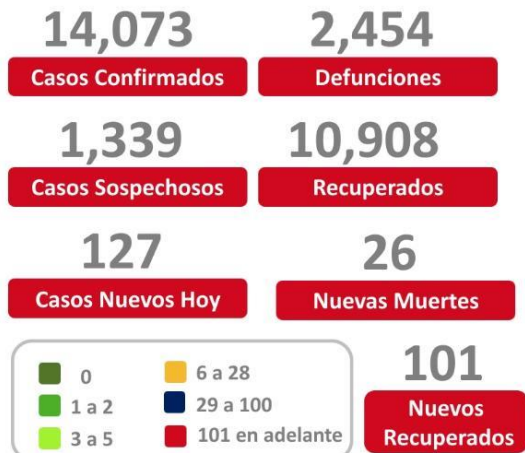 14,073
Casos Confirmados
2,454
Defunciones
1,339
Casos Sospechosos
10,908
Recuperados
127
Casos Nuevos Hoy
26
Nuevas Muertes
0
1 a 2
3 a 5
6 a 28
29 a 100
101 en adelante
101
Nuevos
Recuperados